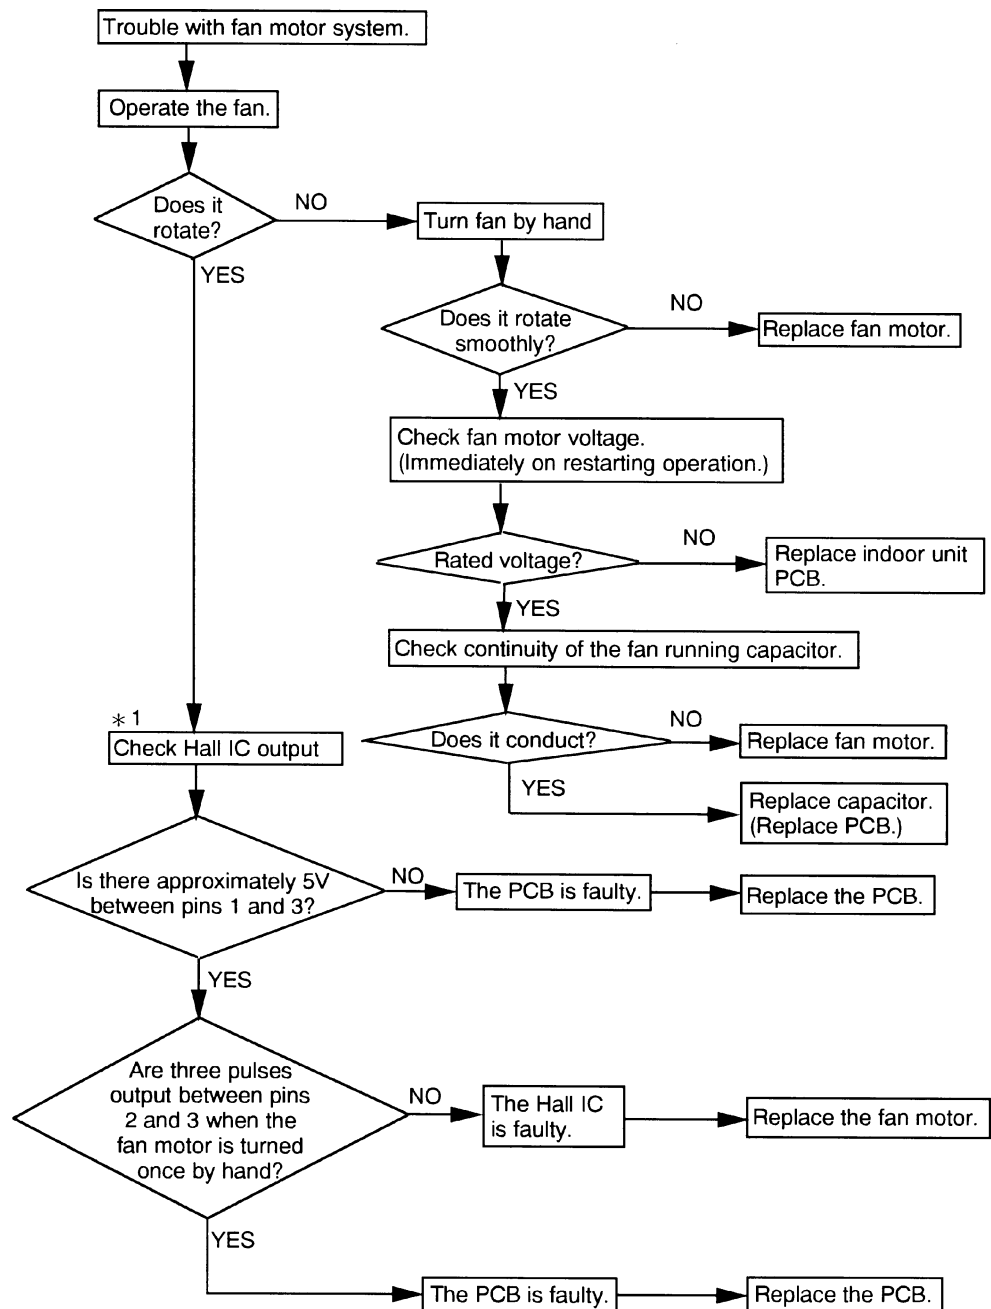 Trouble with fan motor system.
Operate the fan.
Does it
rotate?
NO
Turn fan by hand
YES
Does it rotate
smoothly?
NO
Replace fan motor.
YES
Check fan motor voltage.
(Immediately on restarting operation.)
Rated voltage?
NO
Replace indoor unit
PCB.
YES
Check continuity of the fan running capacitor.
Does it conduct?
NO
Replace fan motor.
YES
Replace capacitor.
(Replace PCB.)
*1
Check Hall IC output
Is there approximately 5V
between pins 1 and 3?
NO
The PCB is faulty.
Replace the PCB.
YES
Are three pulses
output between pins
2 and 3 when the
fan motor is turned
once by hand?
NO
The Hall IC
is faulty.
Replace the fan motor.
YES
The PCB is faulty.
Replace the PCB.